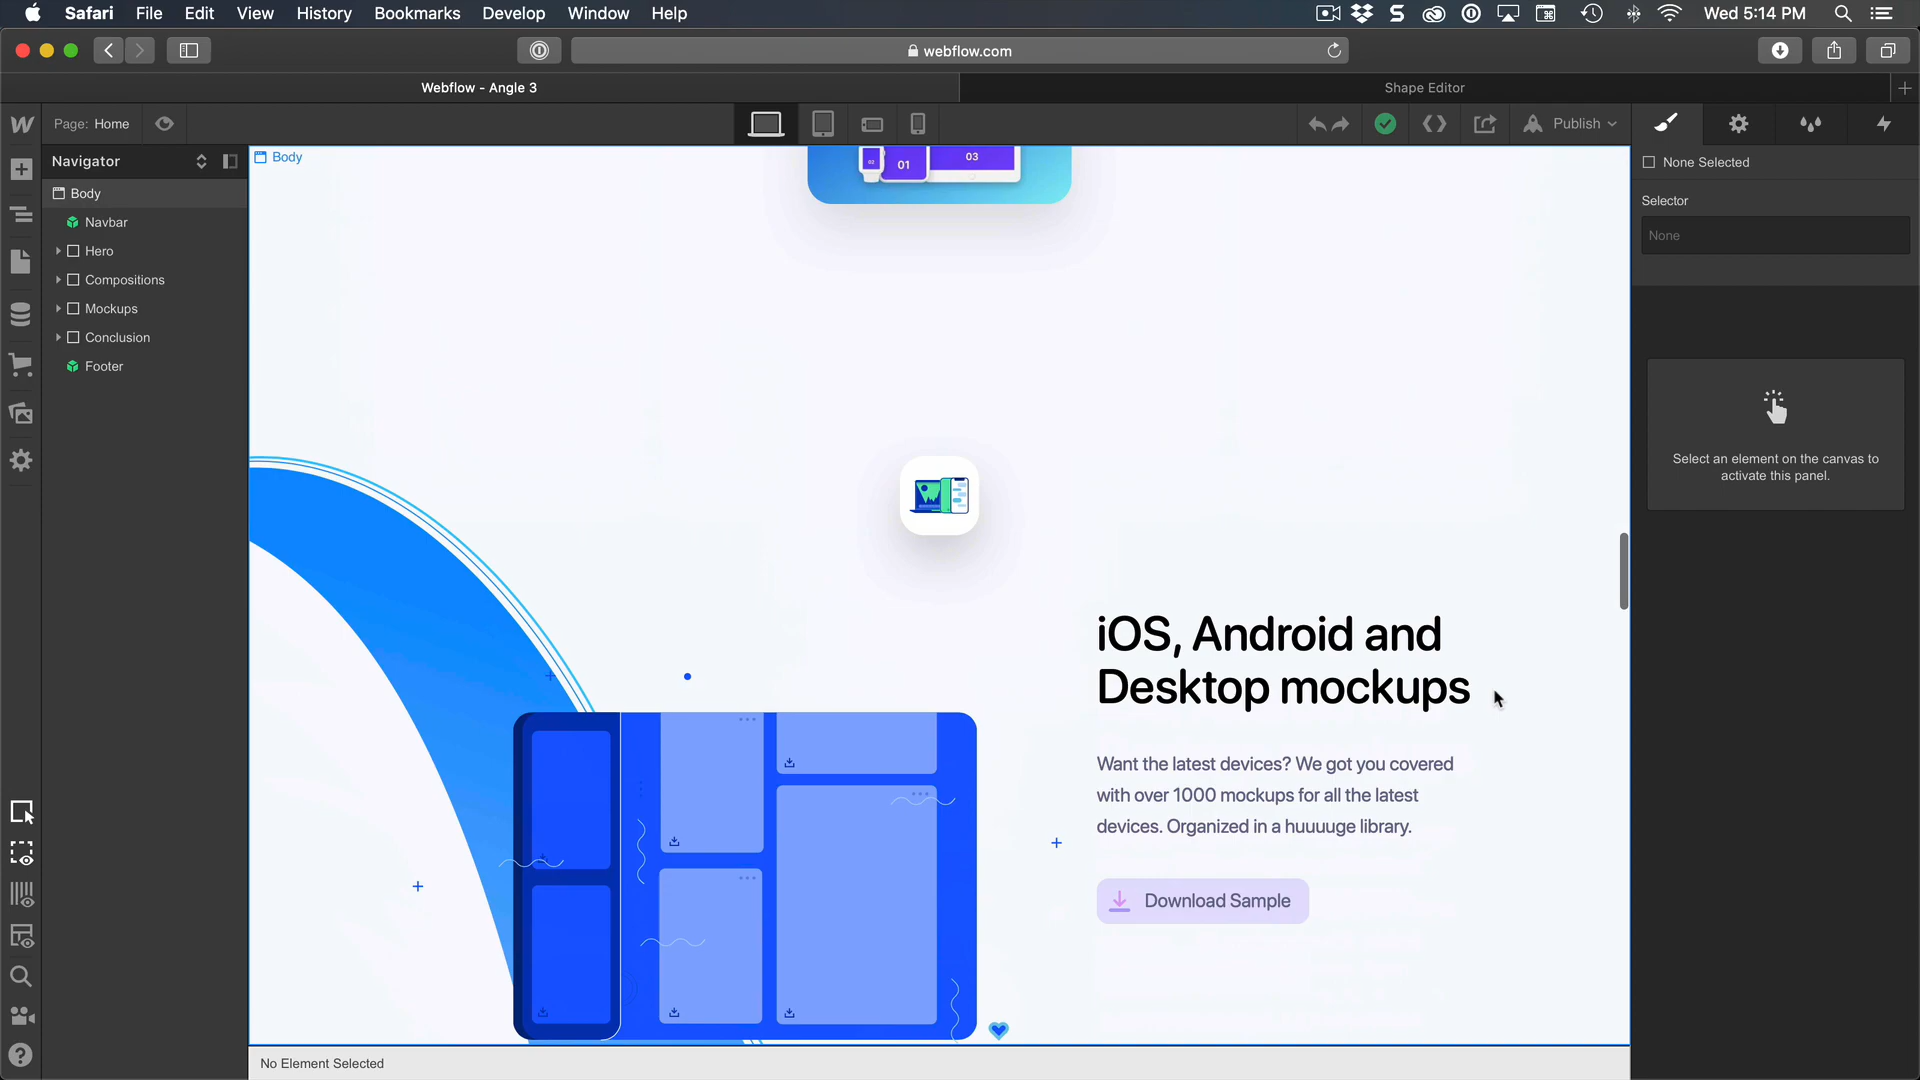 Safari File Edit View History Bookmarks Develop Window Help Wed 5:14 PM
webflow.com
Webflow - Angle 3
Shape Editor
Page: Home
Publish
Navigator
Body
Navbar
Hero
Compositions
Mockups
Conclusion
Footer
Body
02
01
03
iOS, Android and
Desktop mockups
Want the latest devices? We got you covered
with over 1000 mockups for all the latest
devices. Organized in a huuuuge library.
Download Sample
No Element Selected
None Selected
Selector
None
Select an element on the canvas to
activate this panel.